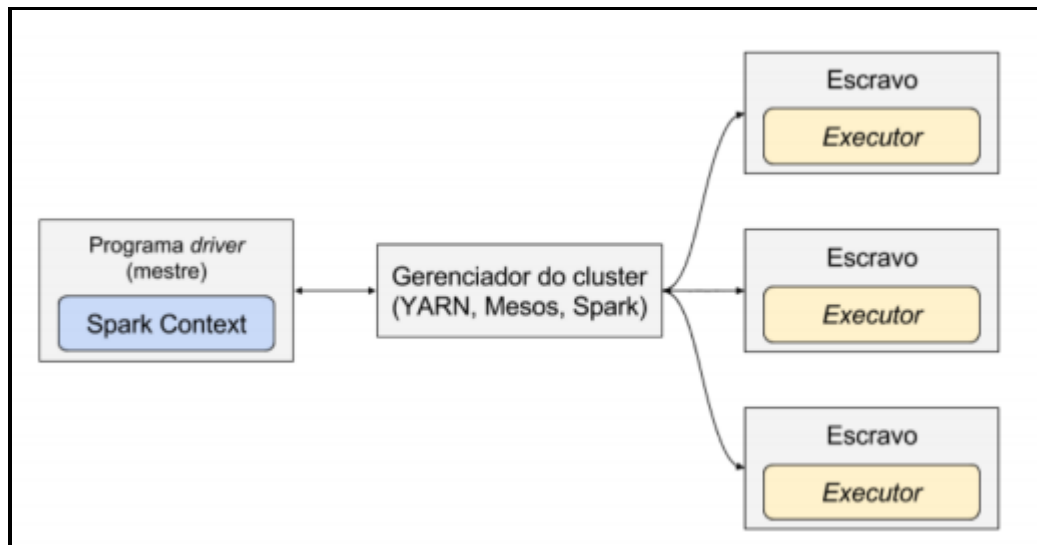 Programa driver
(mestre)
Spark Context
Gerenciador do cluster
(YARN, Mesos, Spark)
Escravo
Executor
Escravo
Executor
Escravo
Executor